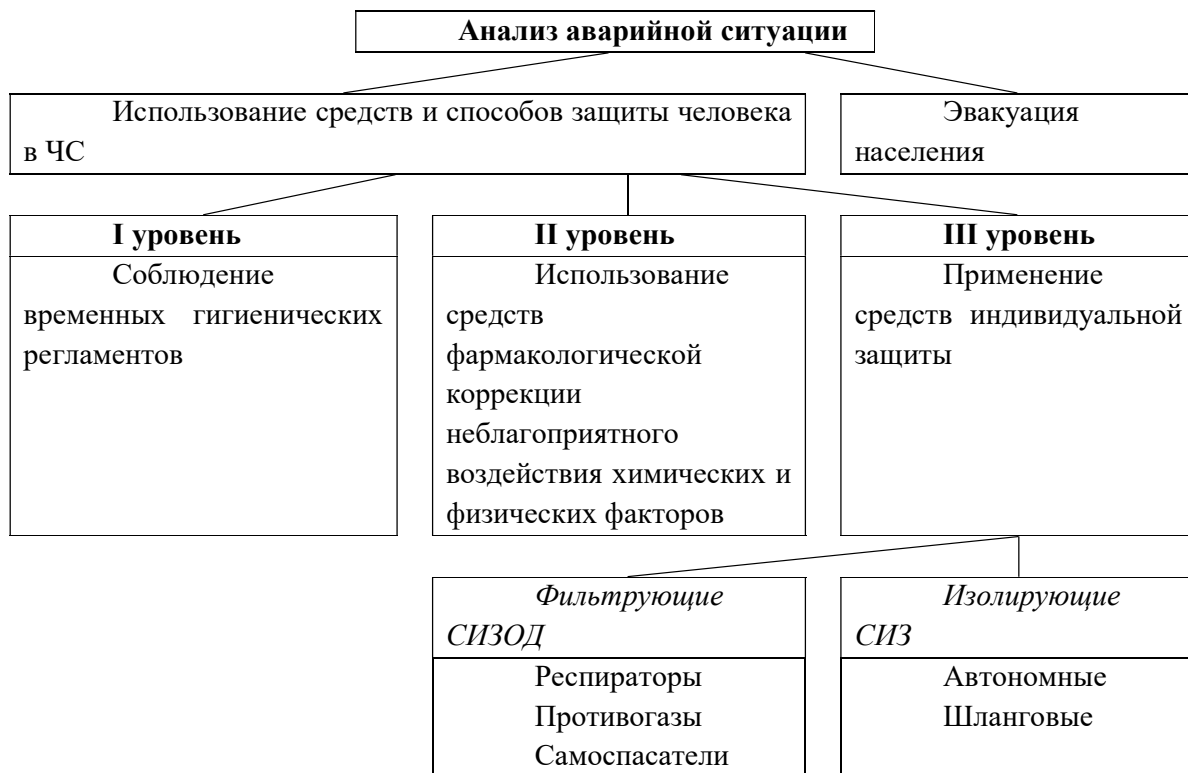 Анализ аварийной ситуации
Использование средств и способов защиты человека
в ЧС
Эвакуация
населения
I уровень
Соблюдение
временных гигиенических
регламентов
II уровень
Использование
средств
фармакологической
коррекции
неблагоприятного
воздействия химических и
физических факторов
III уровень
Применение
средств индивидуальной
защиты
Фильтрующие
СИЗОД
Респираторы
Противогазы
Самоспасатели
Изолирующие
СИЗ
Автономные
Шланговые